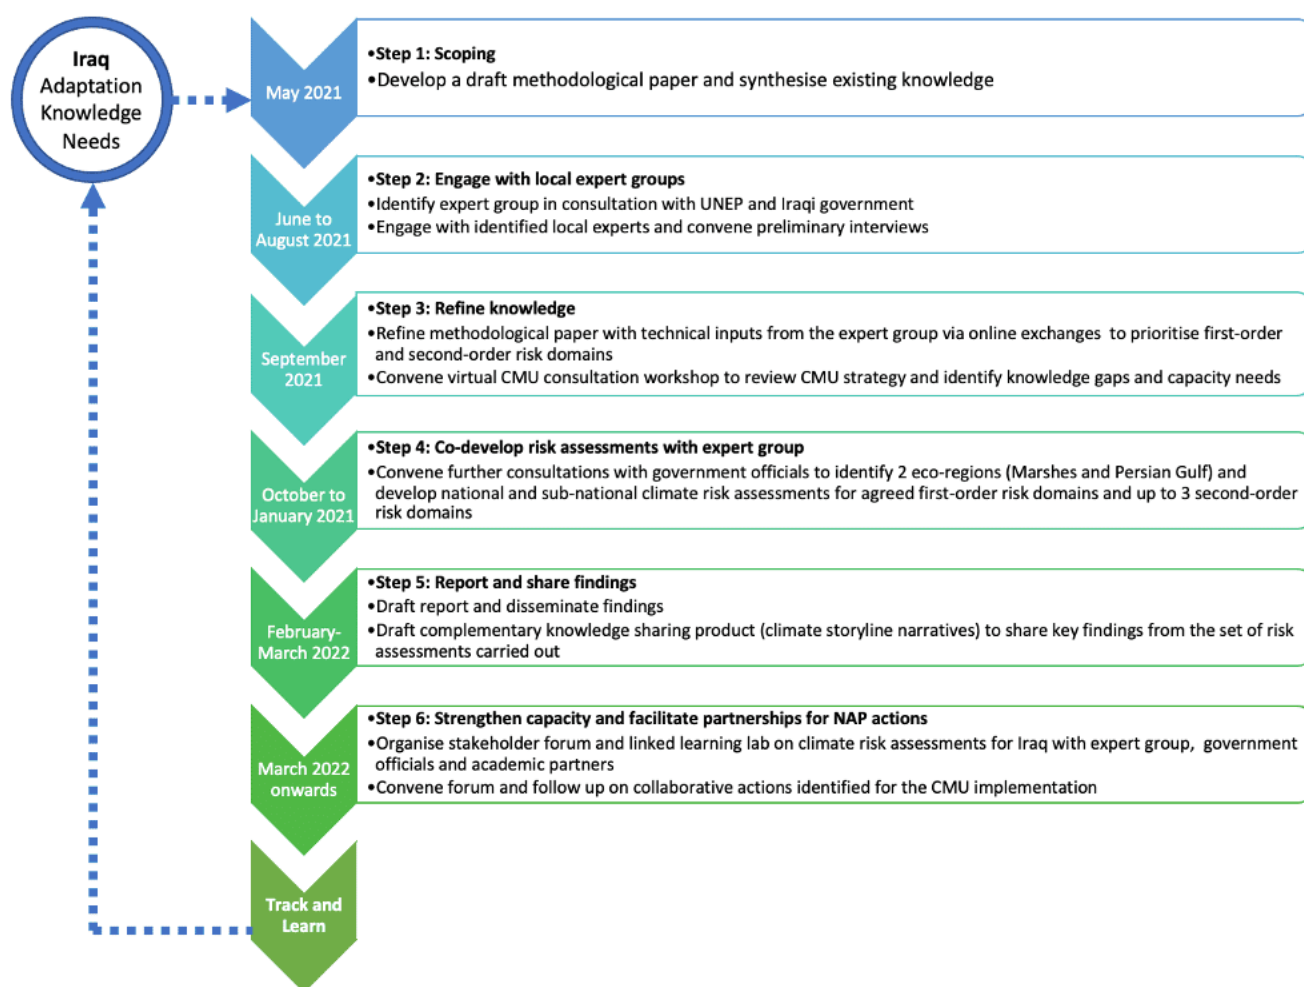 Iraq
Adaptation
Knowledge
Needs
May 2021
•Step 1: Scoping
•Develop a draft methodological paper and synthesise existing knowledge
June to
August 2021
•Step 2: Engage with local expert groups
•Identify expert group in consultation with UNEP and Iraqi government
•Engage with identified local experts and convene preliminary interviews
September
2021
•Step 3: Refine knowledge
•Refine methodological paper with technical inputs from the expert group via online exchanges to prioritise first-order
and second-order risk domains
•Convene virtual CMU consultation workshop to review CMU strategy and identify knowledge gaps and capacity needs
October to
January 2021
•Step 4: Co-develop risk assessments with expert group
•Convene further consultations with government officials to identify 2 eco-regions (Marshes and Persian Gulf) and
develop national and sub-national climate risk assessments for agreed first-order risk domains and up to 3 second-order
risk domains
February-
March 2022
•Step 5: Report and share findings
•Draft report and disseminate findings
•Draft complementary knowledge sharing product (climate storyline narratives) to share key findings from the set of risk
assessments carried out
March 2022
onwards
•Step 6: Strengthen capacity and facilitate partnerships for NAP actions
•Organise stakeholder forum and linked learning lab on climate risk assessments for Iraq with expert group, government
officials and academic partners
•Convene forum and follow up on collaborative actions identified for the CMU implementation
Track and
Learn